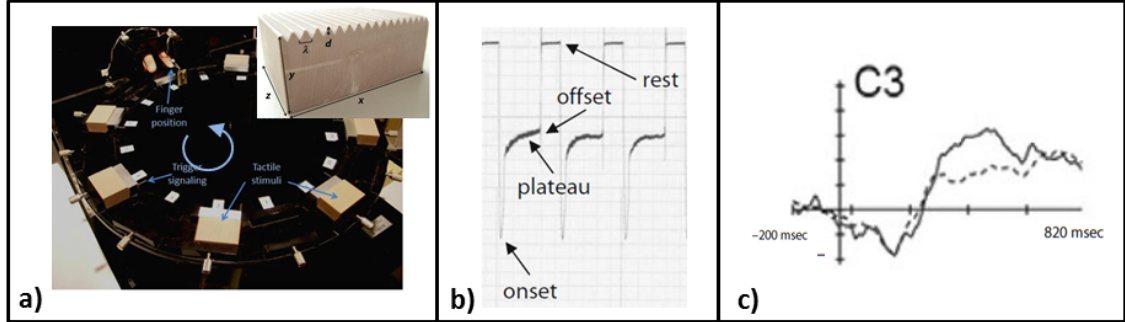 λ
d
y
z
x
Finger
position
Trigger
signaling
Tactile
stimuli
a)
rest
offset
plateau
onset
b)
C3
–200 msec
820 msec
c)